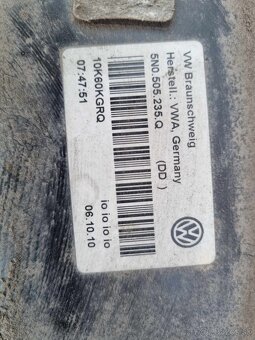 VW Braunschweig
Herstell.: VWA, Germany
5N0.505.235.Q
(DD )
10K60KGRQ
07:47:51
io io io io
06.10.10